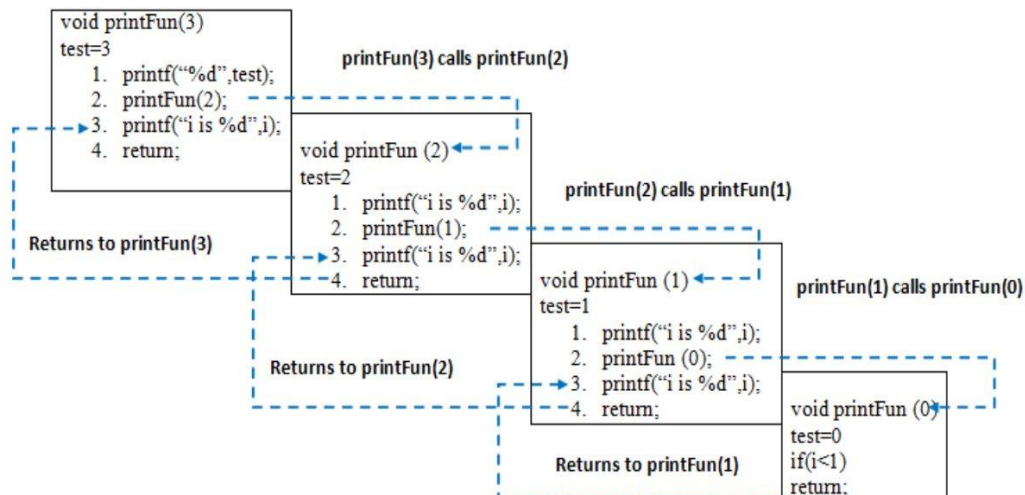 void printFun(3)
test=3
1. printf("%d",test);
2. printFun(2);
3. printf("i is %d",i);
4. return;
printFun(3) calls printFun(2)
void printFun (2)
test=2
1. printf("i is %d",i);
2. printFun(1);
3. printf("i is %d",i);
4. return;
Returns to printFun(3)
printFun(2) calls printFun(1)
void printFun (1)
test=1
1. printf("i is %d",i);
2. printFun (0);
3. printf("i is %d",i);
4. return;
Returns to printFun(2)
printFun(1) calls printFun(0)
void printFun (0)
test=0
if(i<1)
return;
Returns to printFun(1)